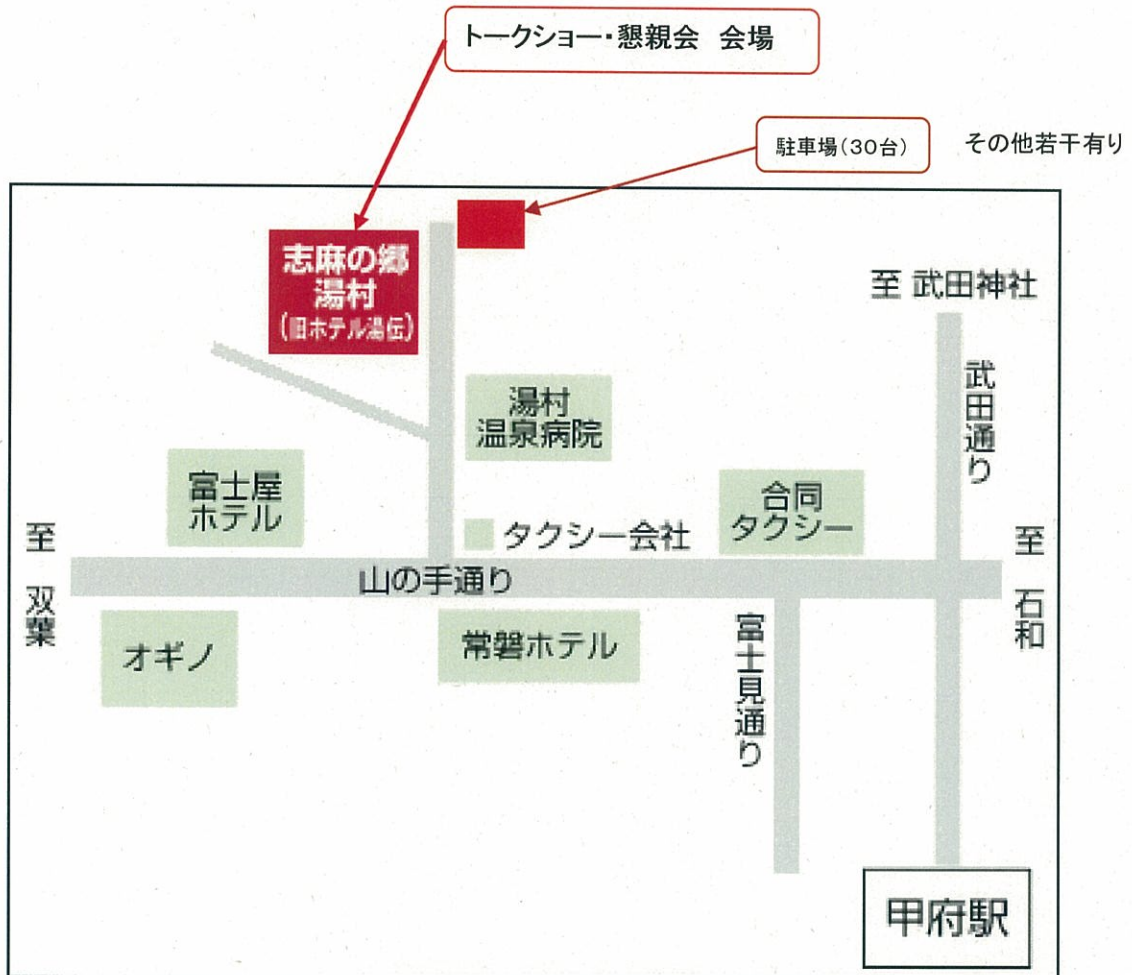 トークショー・懇親会 会場
駐車場（30台） その他若干有り
志麻の郷
湯村
(旧ホテル湯伝)
至 武田神社
武田通り
湯村
温泉病院
富士屋
ホテル
合同
タクシー
タクシー会社
至 双葉
山の手通り
至 石和
オギノ
常磐ホテル
富士見通り
甲府駅